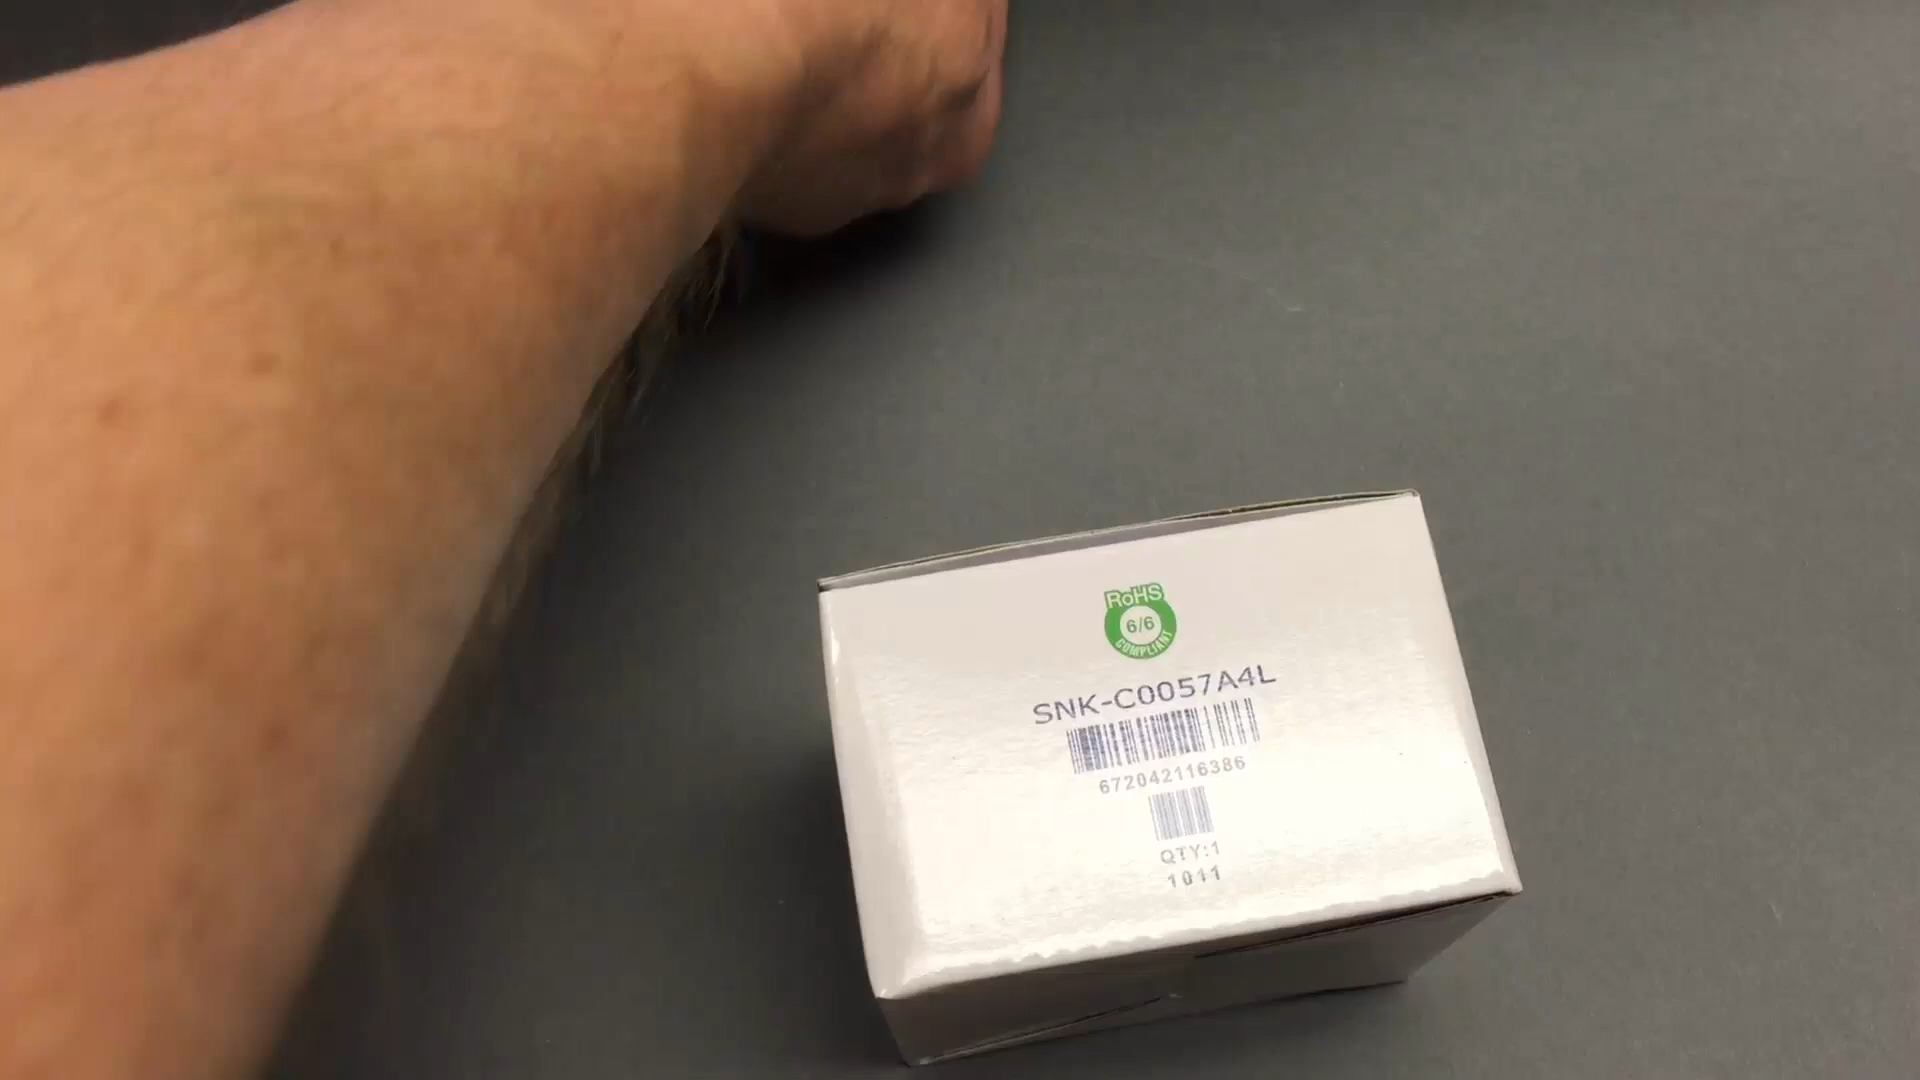 RoHS
6/6
COMPLIANT
SNK-C0057A4L
672042116386
QTY:1
1011